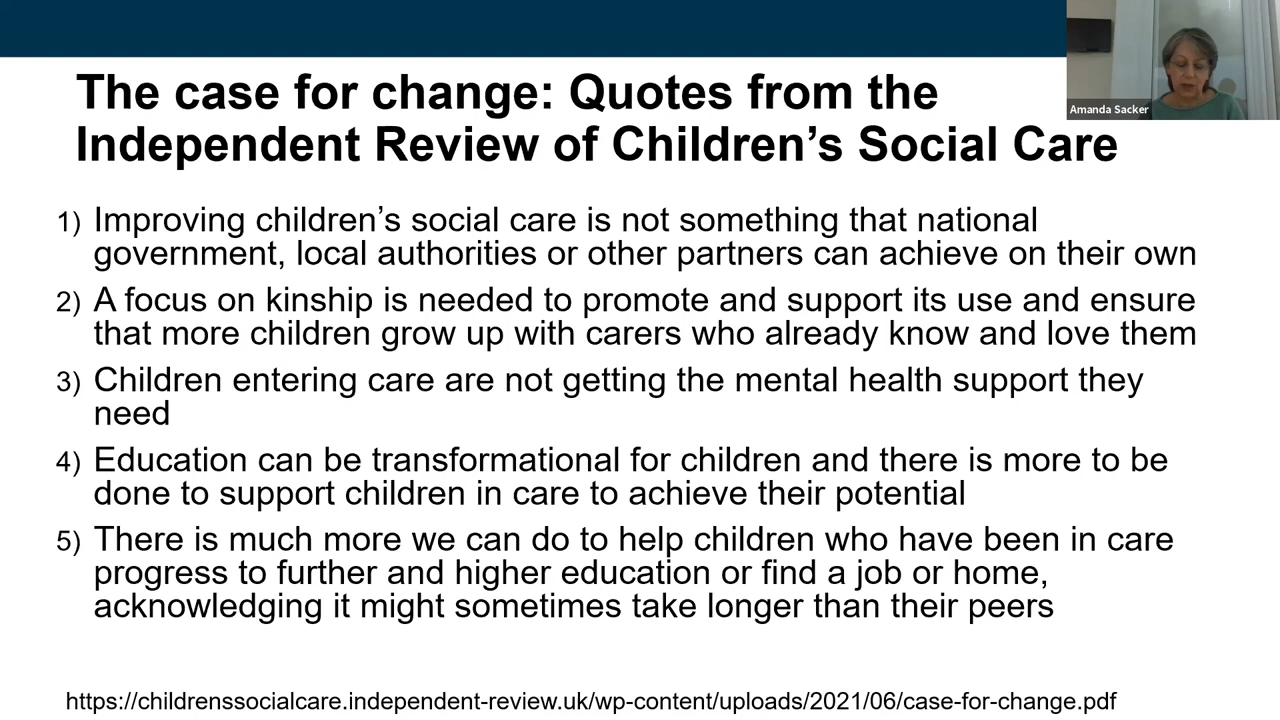 The case for change: Quotes from the
Independent Review of Children’s Social Care
Amanda Sacker
1) Improving children’s social care is not something that national
government, local authorities or other partners can achieve on their own
2) A focus on kinship is needed to promote and support its use and ensure
that more children grow up with carers who already know and love them
3) Children entering care are not getting the mental health support they
need
4) Education can be transformational for children and there is more to be
done to support children in care to achieve their potential
5) There is much more we can do to help children who have been in care
progress to further and higher education or find a job or home,
acknowledging it might sometimes take longer than their peers
https://childrenssocialcare.independent-review.uk/wp-content/uploads/2021/06/case-for-change.pdf